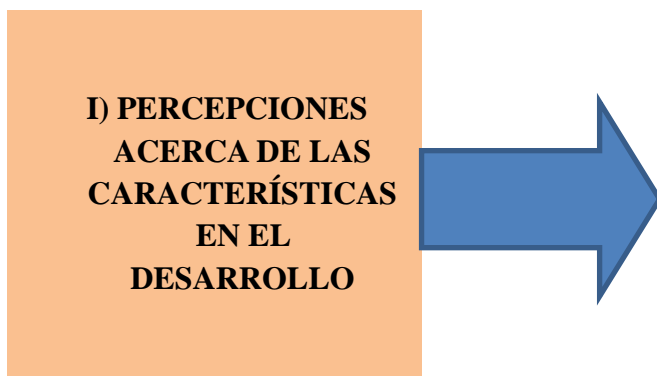 I) PERCEPCIONES
ACERCA DE LAS
CARACTERÍSTICAS
EN EL
DESARROLLO